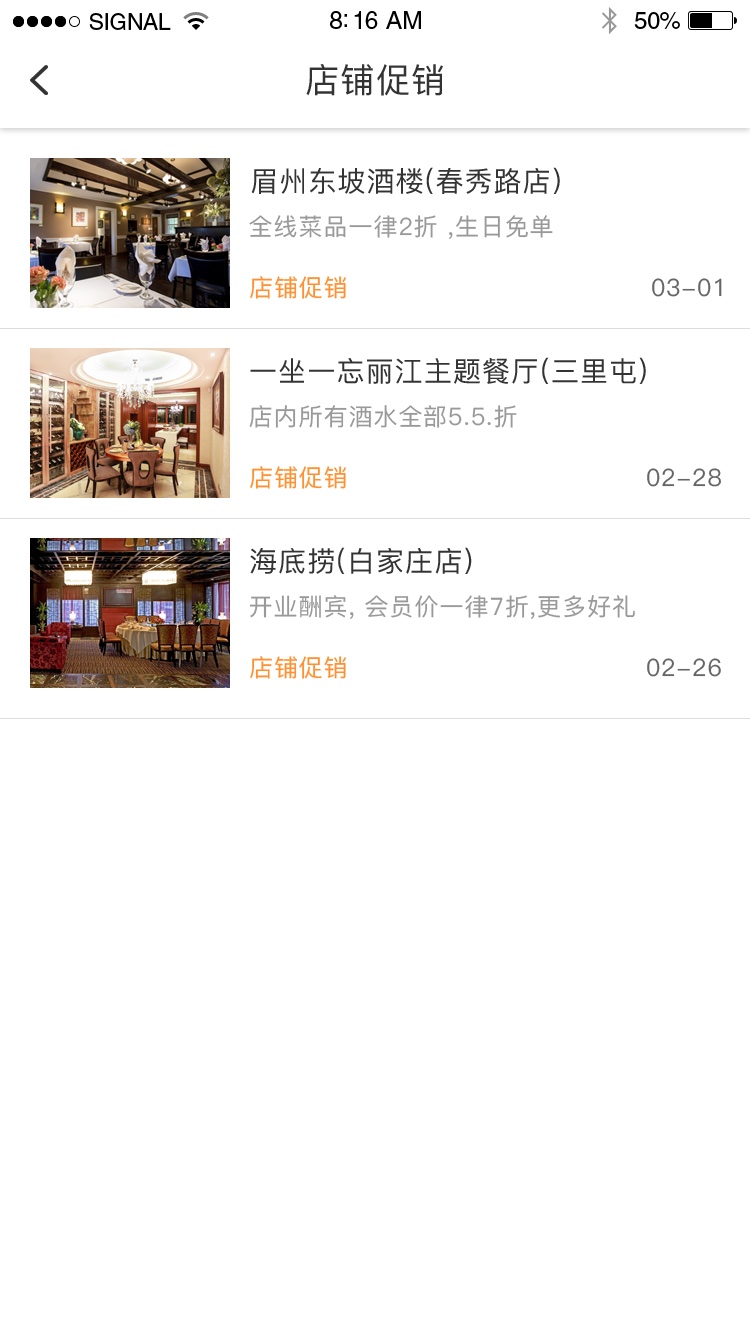 SIGNAL 8:16 AM 50%
店铺促销
眉州东坡酒楼(春秀路店)
全线菜品一律2折 ,生日免单
店铺促销 03-01
一坐一忘丽江主题餐厅(三里屯)
店内所有酒水全部5.5.折
店铺促销 02-28
海底捞(白家庄店)
开业酬宾, 会员价一律7折,更多好礼
店铺促销 02-26